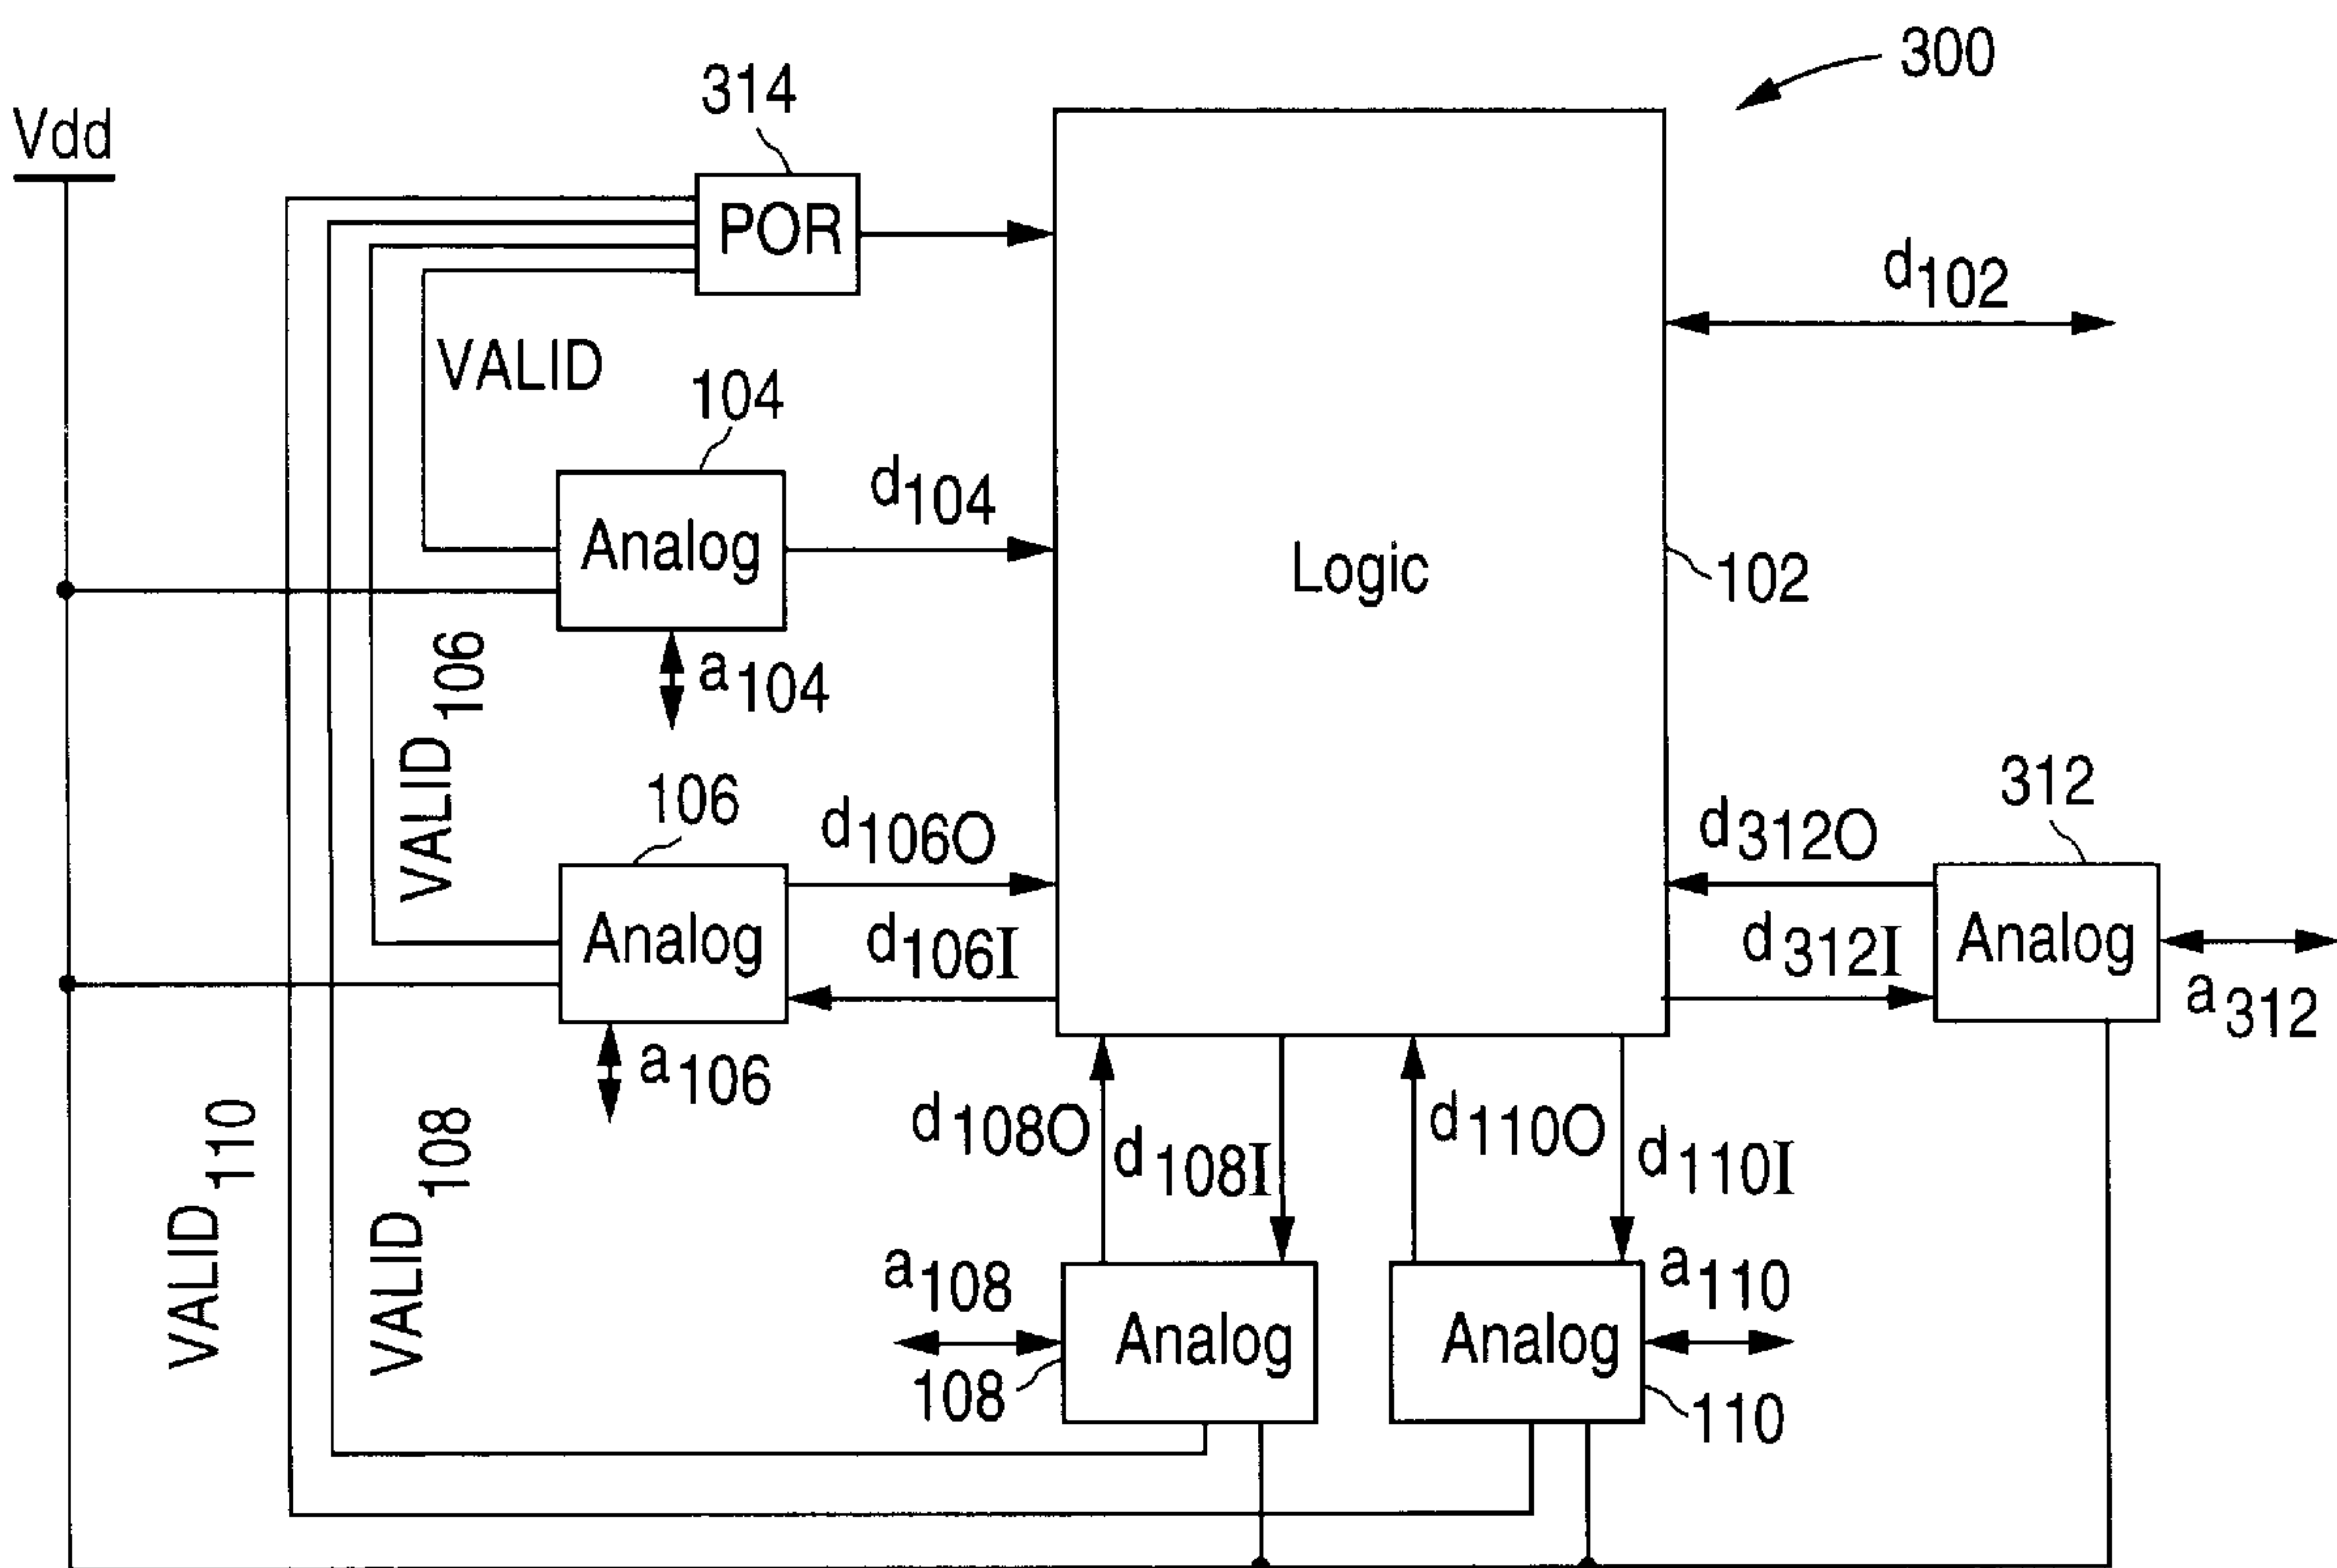 300
314
Vdd
POR
d102
VALID
104
d104
Analog
Logic
102
a104
VALID106
106
312
d106O
d312O
Analog
d106I
d312I
Analog
a312
a106
VALID110
VALID108
d108O
d108I
d110O
d110I
a108
a110
Analog
Analog
108
110